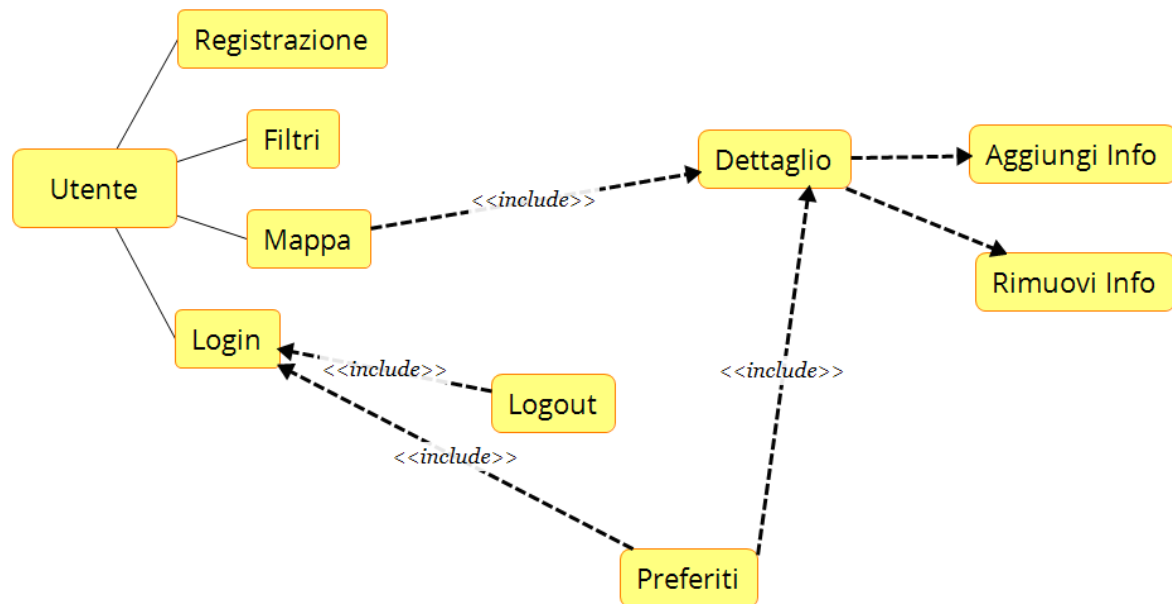 Registrazione
Filtri
Utente
Mappa
Login
<<include>>
Dettaglio
Aggiungi Info
Rimuovi Info
<<include>>
Logout
<<include>>
<<include>>
Preferiti